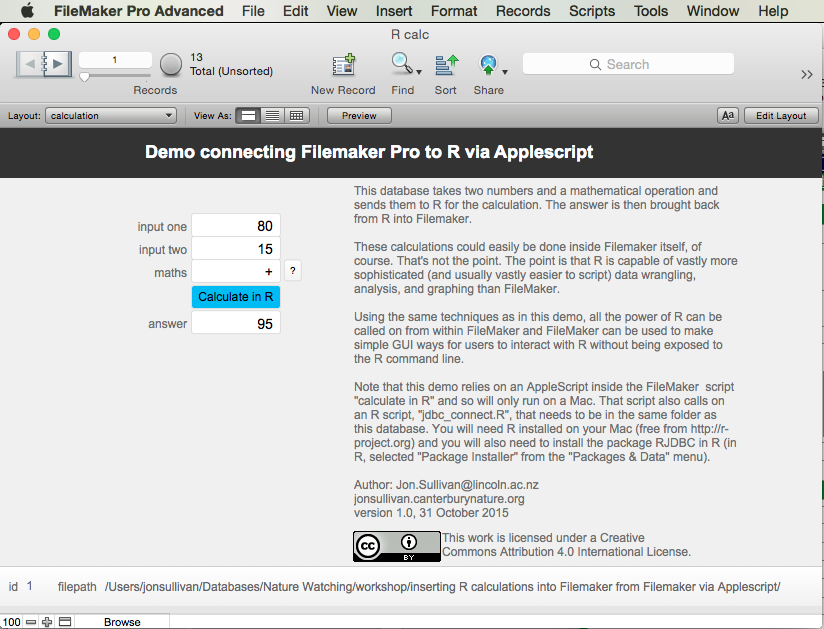 FileMaker Pro Advanced File Edit View Insert Format Records Scripts Tools Window Help
R calc
1
13
Total (Unsorted)
Search
Records
New Record Find Sort Share
Layout: calculation View As: Preview Aa Edit Layout
Demo connecting Filemaker Pro to R via Applescript
input one 80
input two 15
maths + ?
Calculate in R
answer 95
This database takes two numbers and a mathematical operation and
sends them to R for the calculation. The answer is then brought back
from R into Filemaker.
These calculations could easily be done inside Filemaker itself, of
course. That's not the point. The point is that R is capable of vastly more
sophisticated (and usually vastly easier to script) data wrangling,
analysis, and graphing than FileMaker.
Using the same techniques as in this demo, all the power of R can be
called on from within FileMaker and FileMaker can be used to make
simple GUI ways for users to interact with R without being exposed to
the R command line.
Note that this demo relies on an AppleScript inside the FileMaker script
"calculate in R" and so will only run on a Mac. That script also calls on
an R script, "jdbc_connect.R", that needs to be in the same folder as
this database. You will need R installed on your Mac (free from http://r-
project.org) and you will also need to install the package RJDBC in R (in
R, selected "Package Installer" from the "Packages & Data" menu).
Author: Jon.Sullivan@lincoln.ac.nz
jonsullivan.canterburynature.org
version 1.0, 31 October 2015
cc BY
This work is licensed under a Creative
Commons Attribution 4.0 International License.
id 1 filepath /Users/jonsullivan/Databases/Nature Watching/workshop/inserting R calculations into Filemaker from Filemaker via Applescript/
100 Browse